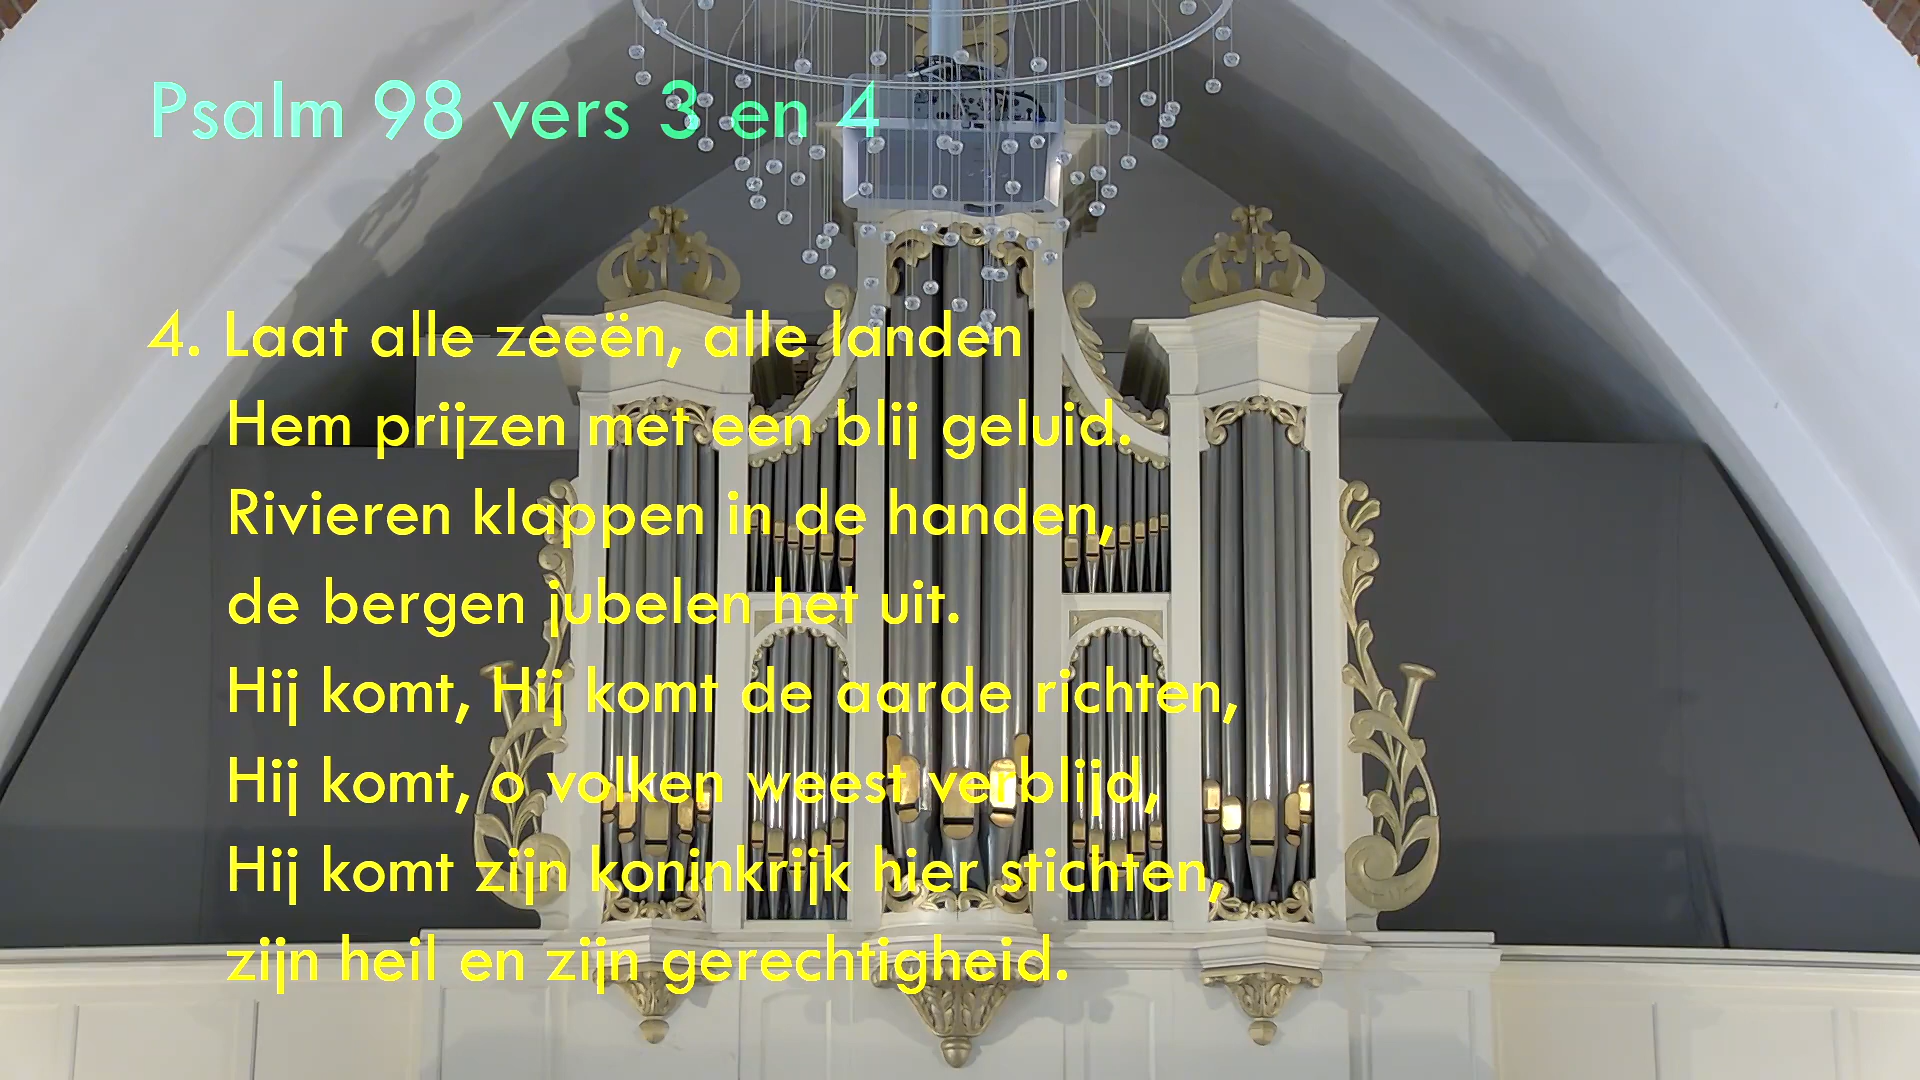 Psalm 98 vers 3 en 4
4. Laat alle zeeën, alle landen
Hem prijzen met een blij geluid.
Rivieren klappen in de handen,
de bergen jubelen het uit.
Hij komt, Hij komt de aarde richten,
Hij komt, o volken weest verblijd,
Hij komt zijn koninkrijk hier stichten,
zijn heil en zijn gerechtigheid.